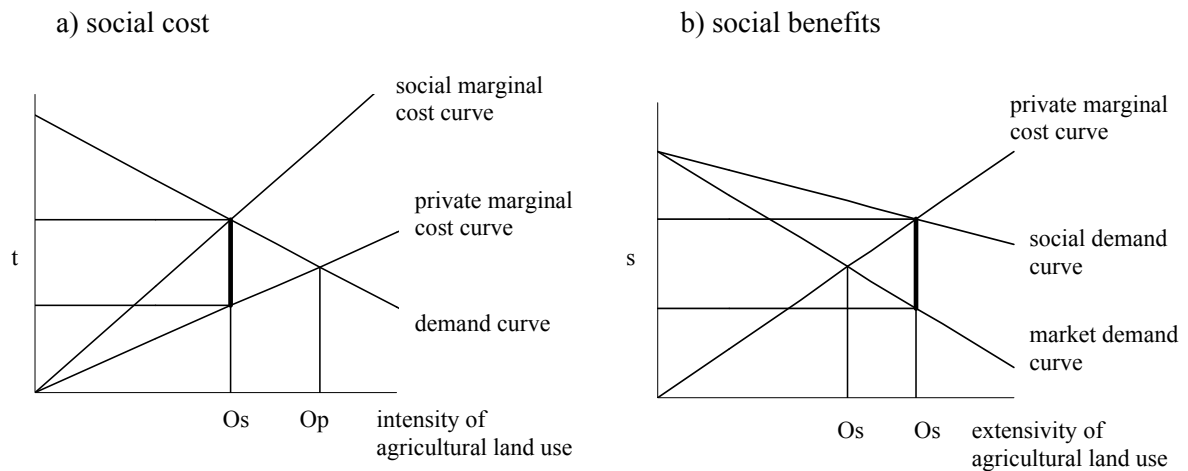 a) social cost
social marginal
cost curve
private marginal
cost curve
t
demand curve
Os
Op
intensity of
agricultural land use
b) social benefits
private marginal
cost curve
s
social demand
curve
market demand
curve
Os
Os
extensivity of
agricultural land use